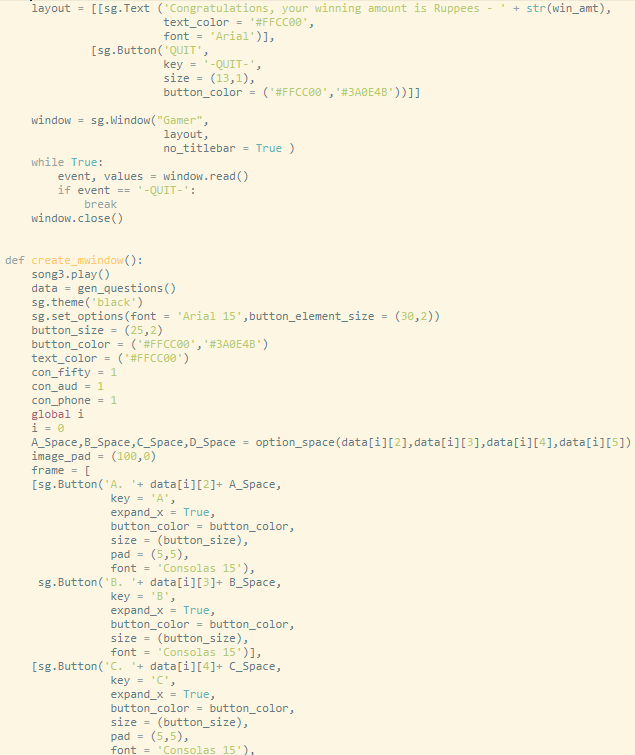 layout = [[sg.Text ('Congratulations, your winning amount is Ruppees - ' + str(win_amt),
text_color = '#FFCC00',
font = 'Arial')],
[sg.Button('QUIT',
key = '-QUIT-',
size = (13,1),
button_color = ('#FFCC00','#3A0E4B'))]]
window = sg.Window("Gamer",
layout,
no_titlebar = True )
while True:
event, values = window.read()
if event == '-QUIT-':
break
window.close()
def create_mwindow():
song3.play()
data = gen_questions()
sg.theme('black')
sg.set_options(font = 'Arial 15',button_element_size = (30,2))
button_size = (25,2)
button_color = ('#FFCC00','#3A0E4B')
text_color = ('#FFCC00')
con_fifty = 1
con_aud = 1
con_phone = 1
global i
i = 0
A_Space,B_Space,C_Space,D_Space = option_space(data[i][2],data[i][3],data[i][4],data[i][5])
image_pad = (100,0)
frame = [
[sg.Button('A. '+ data[i][2]+ A_Space,
key = 'A',
expand_x = True,
button_color = button_color,
size = (button_size),
pad = (5,5),
font = 'Consolas 15'),
sg.Button('B. '+ data[i][3]+ B_Space,
key = 'B',
expand_x = True,
button_color = button_color,
size = (button_size),
font = 'Consolas 15')],
[sg.Button('C. '+ data[i][4]+ C_Space,
key = 'C',
expand_x = True,
button_color = button_color,
size = (button_size),
pad = (5,5),
font = 'Consolas 15'),